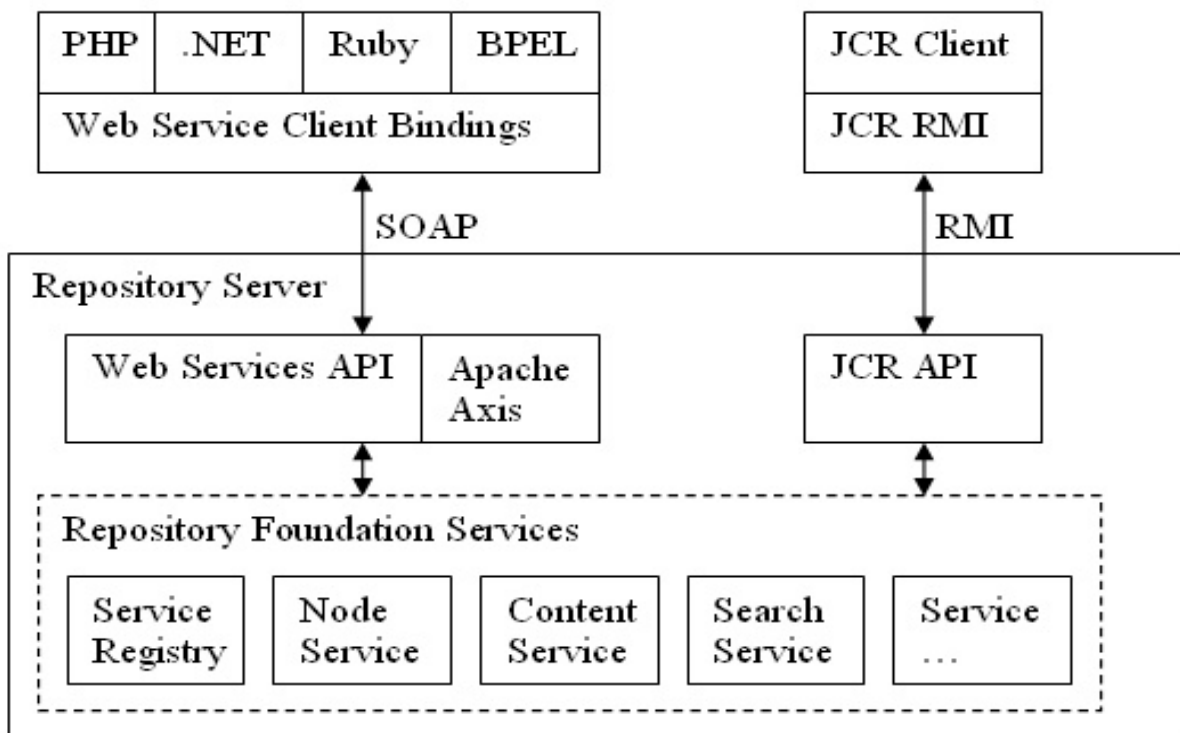 PHP
.NET
Ruby
BPEL
Web Service Client Bindings
JCR Client
JCR RMI
SOAP
RMI
Repository Server
Web Services API
Apache
Axis
JCR API
Repository Foundation Services
Service
Registry
Node
Service
Content
Service
Search
Service
Service
…